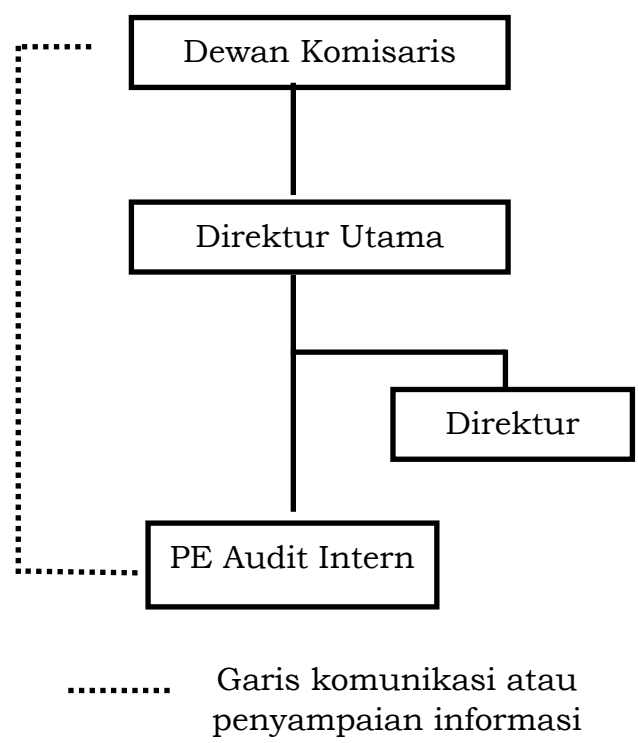 Dewan Komisaris
Direktur Utama
Direktur
PE Audit Intern
Garis komunikasi atau
penyampaian informasi